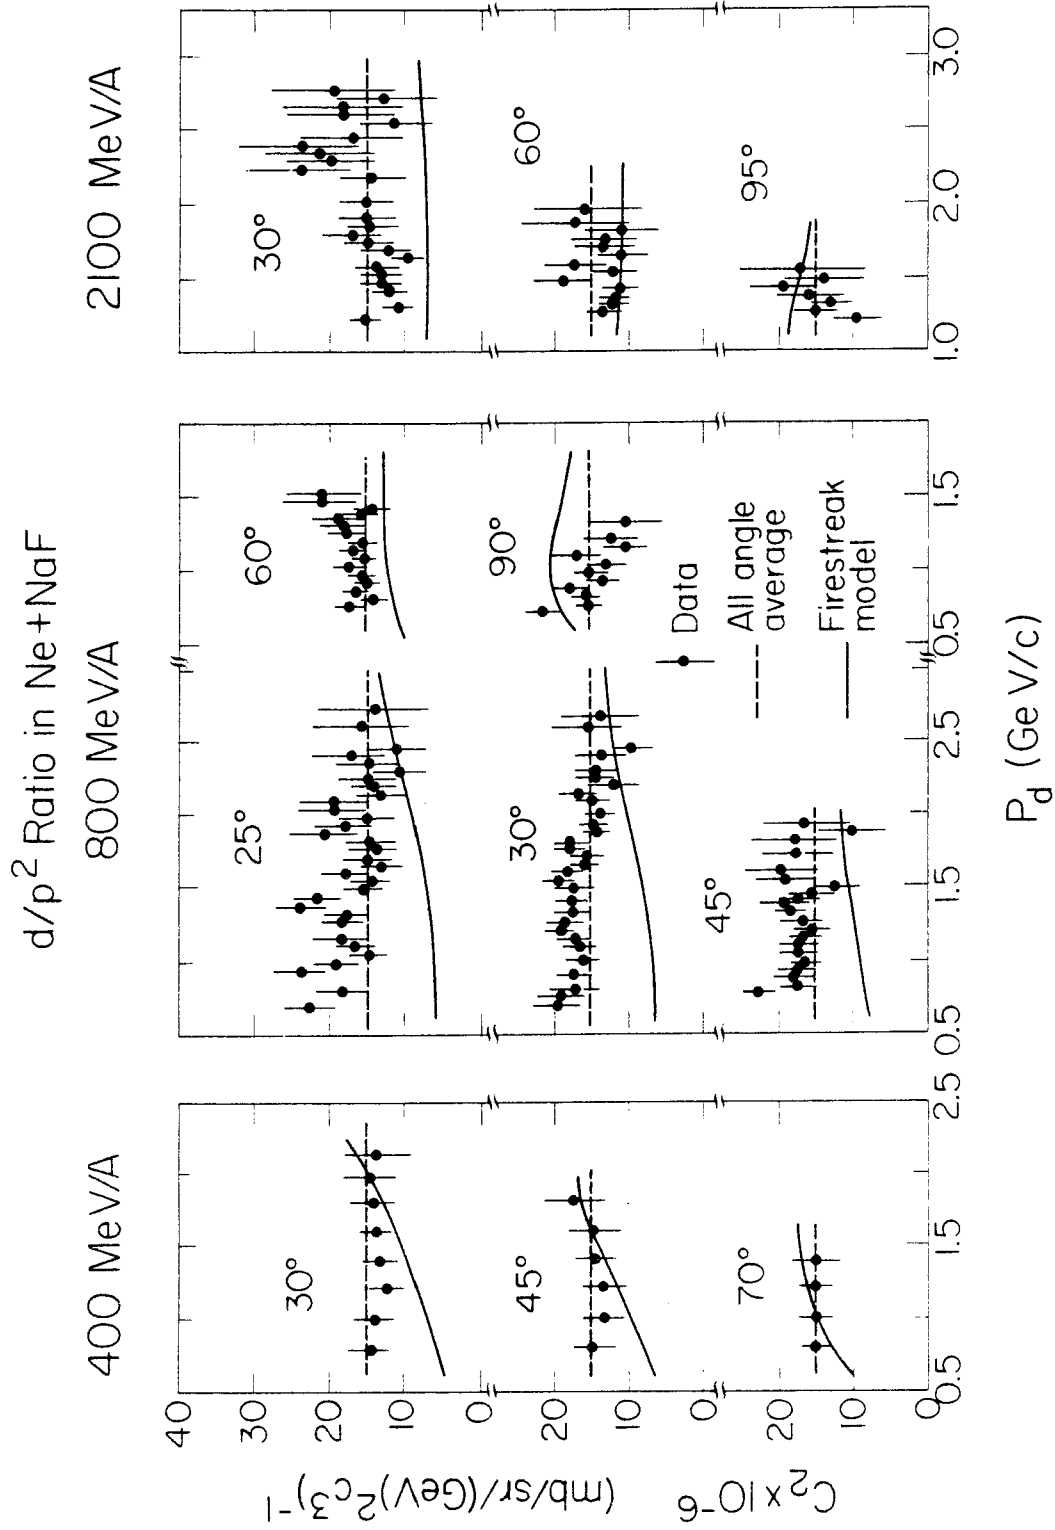 d/p² Ratio in Ne+NaF
400 MeV/A
800 MeV/A
2100 MeV/A
C₂ x 10⁻⁶
(mb/sr/(GeV)²c³)⁻¹
40
30
20
10
0
20
10
0
20
10
0
30°
45°
70°
25°
60°
30°
90°
45°
30°
60°
95°
Data
All angle
average
Firestreak
model
0.5
1.5
2.5
0.5
1.5
2.5
0.5
1.5
1.0
2.0
3.0
P_d (GeV/c)